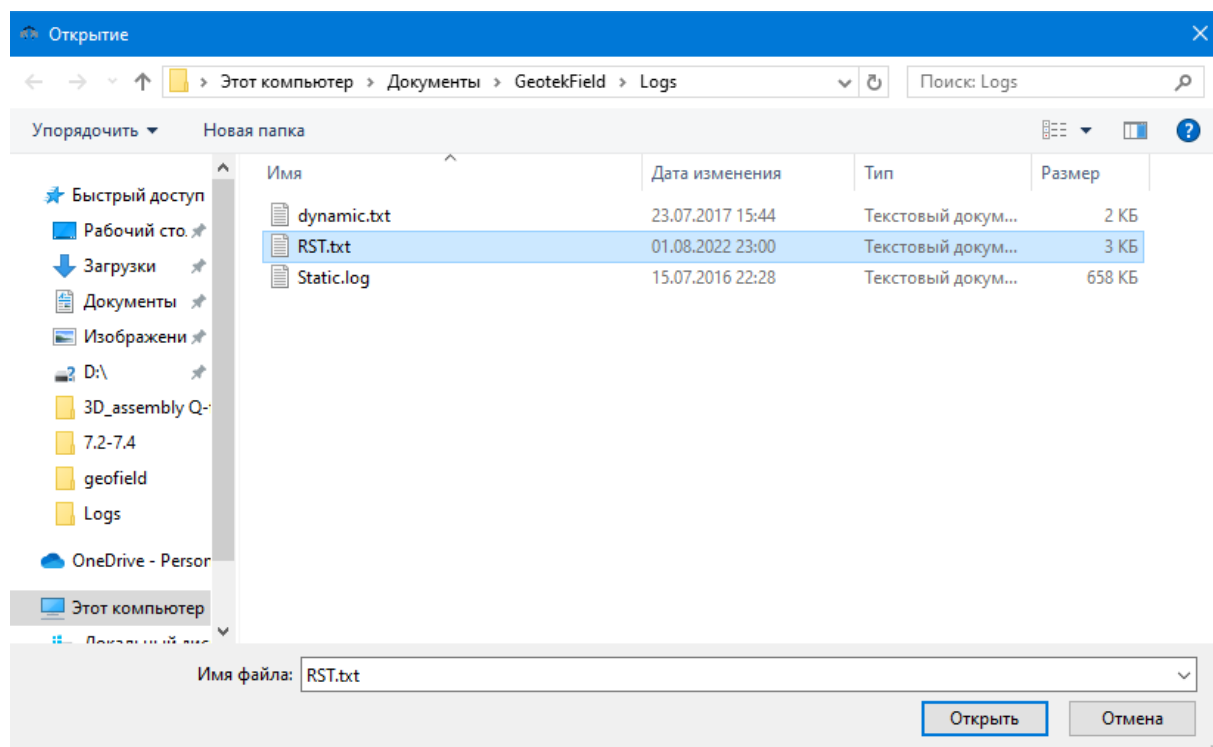 Открытие
Этот компьютер > Документы > GeotekField > Logs
Поиск: Logs
Упорядочить Новая папка
Имя Дата изменения Тип Размер
dynamic.txt 23.07.2017 15:44 Текстовый докум... 2 КБ
RST.txt 01.08.2022 23:00 Текстовый докум... 3 КБ
Static.log 15.07.2016 22:28 Текстовый докум... 658 КБ
Быстрый доступ
Рабочий сто.
Загрузки
Документы
Изображени
D:\
3D_assembly Q-
7.2-7.4
geofield
Logs
OneDrive - Person
Этот компьютер
Имя файла: RST.txt
Открыть Отмена